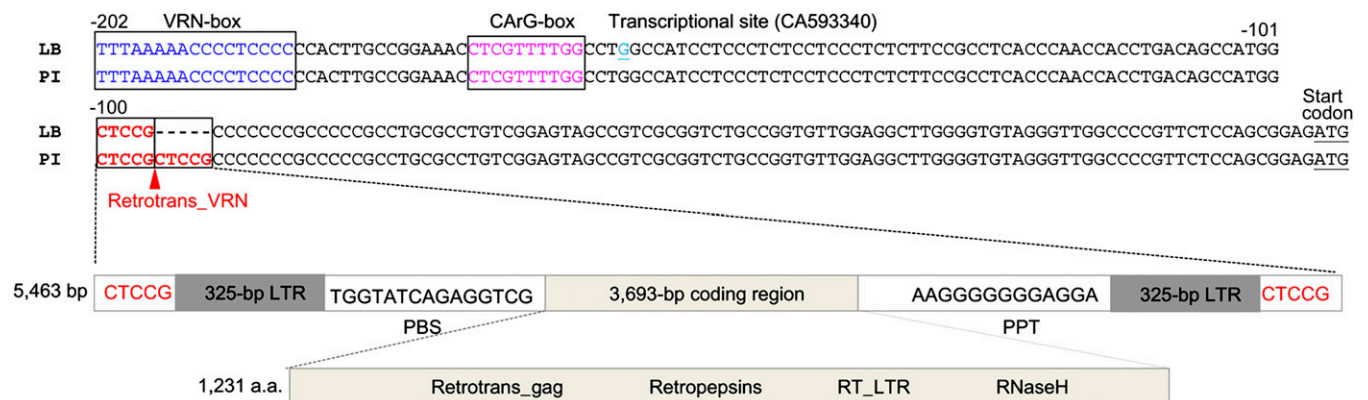 -202 VRN-box CArG-box Transcriptional site (CA593340) -101
LB TTTAAAAACCCCTCCCCCCACTTGCCGGAAACCTCGTTTTGGCCTGGCCATCCTCCCTCTCCTCCCTCTCTTCCGCCTCACCCAACCACCTGACAGCCATGG
PI TTTAAAAACCCCTCCCCCCACTTGCCGGAAACCTCGTTTTGGCCTGGCCATCCTCCCTCTCCTCCCTCTCTTCCGCCTCACCCAACCACCTGACAGCCATGG
-100 Start
codon
LB CTCCG-----CCCCCCCGCCCCCGCCTGCGCCTGTCGGAGTAGCCGTCGCGGTCTGCCGGTGTTGGAGGCTTGGGGTGTAGGGTTGGCCCCGTTCTCCAGCGGAGATG
PI CTCCGCTCCGCCCCCCCGCCCCCGCCTGCGCCTGTCGGAGTAGCCGTCGCGGTCTGCCGGTGTTGGAGGCTTGGGGTGTAGGGTTGGCCCCGTTCTCCAGCGGAGATG
Retrotrans_VRN
5,463 bp CTCCG 325-bp LTR TGGTATCAGAGGTCG 3,693-bp coding region AAGGGGGGGAGGA 325-bp LTR CTCCG
PBS PPT
1,231 a.a. Retrotrans_gag Retropepsins RT_LTR RNaseH